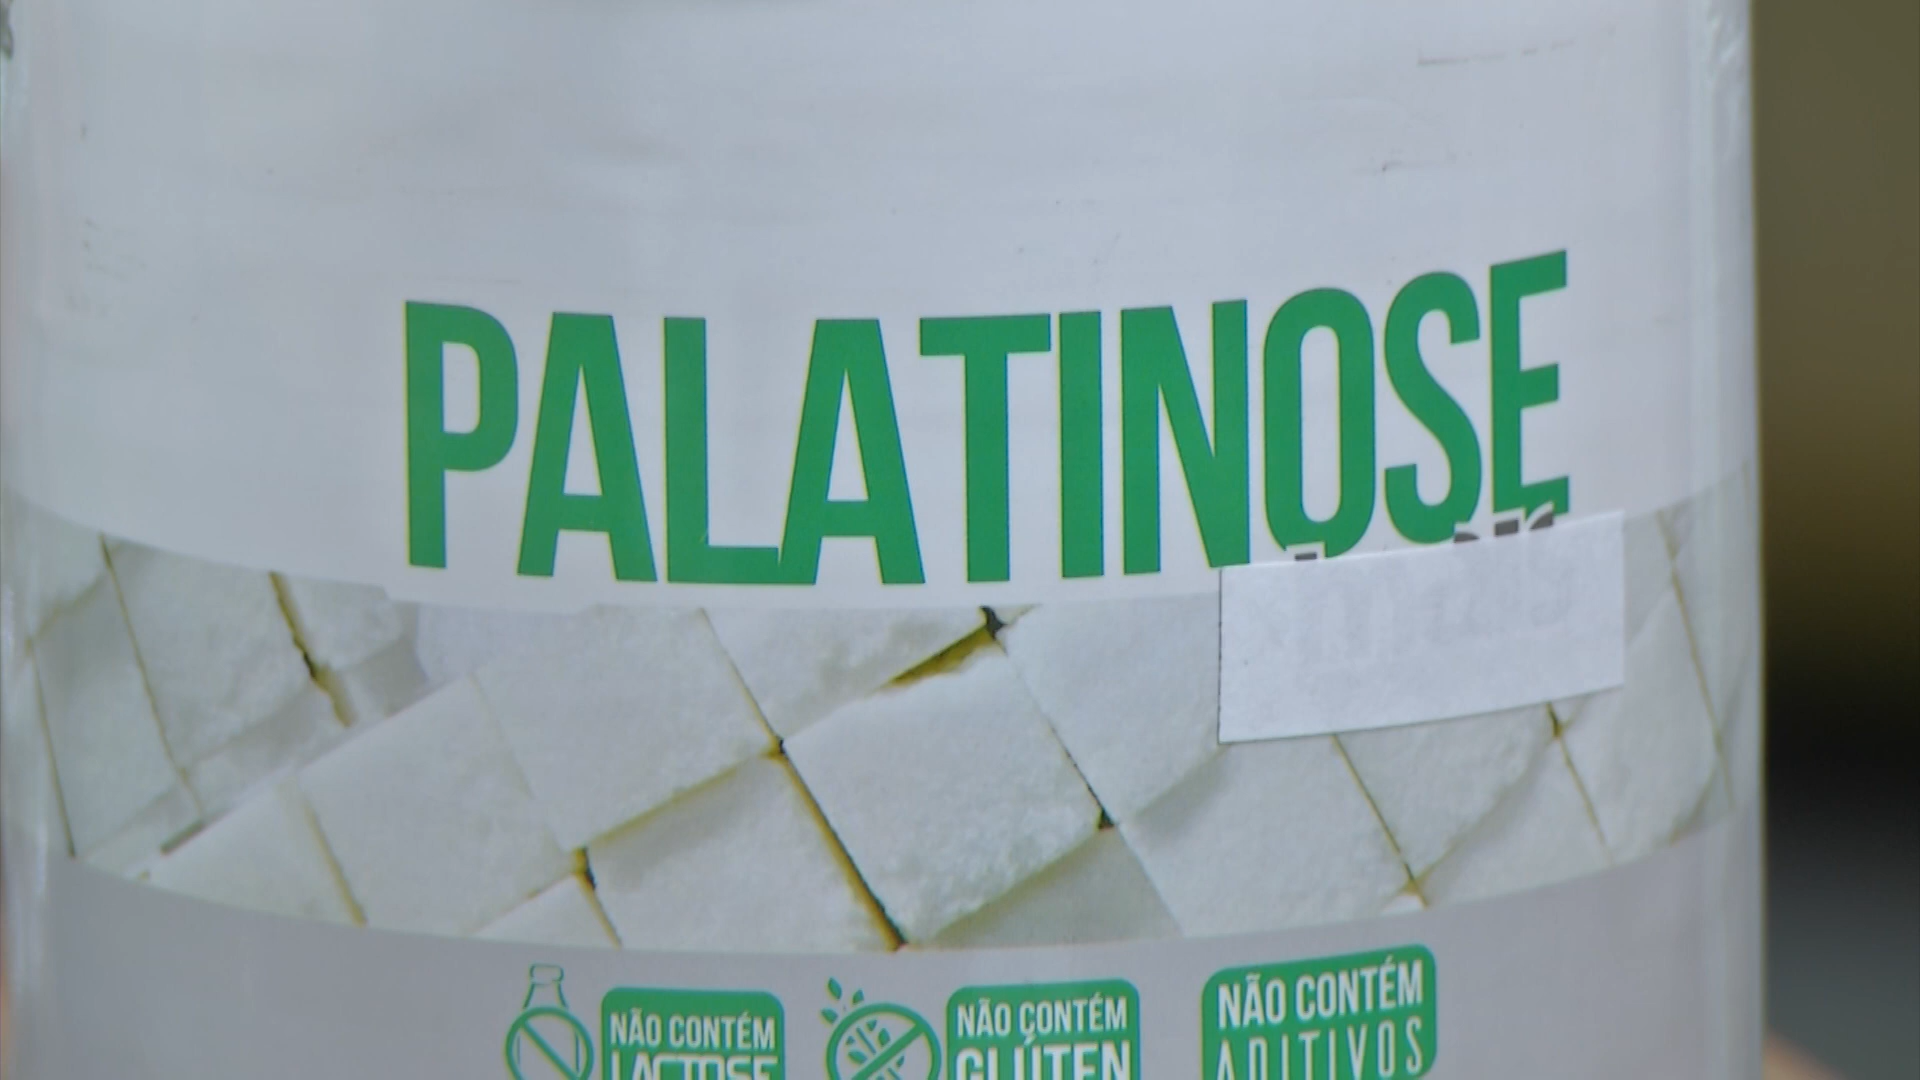 PALATINOSE
NÃO CONTÉM
LACTOSE
NÃO CONTÉM
GLÚTEN
NÃO CONTÉM
ADITIVOS